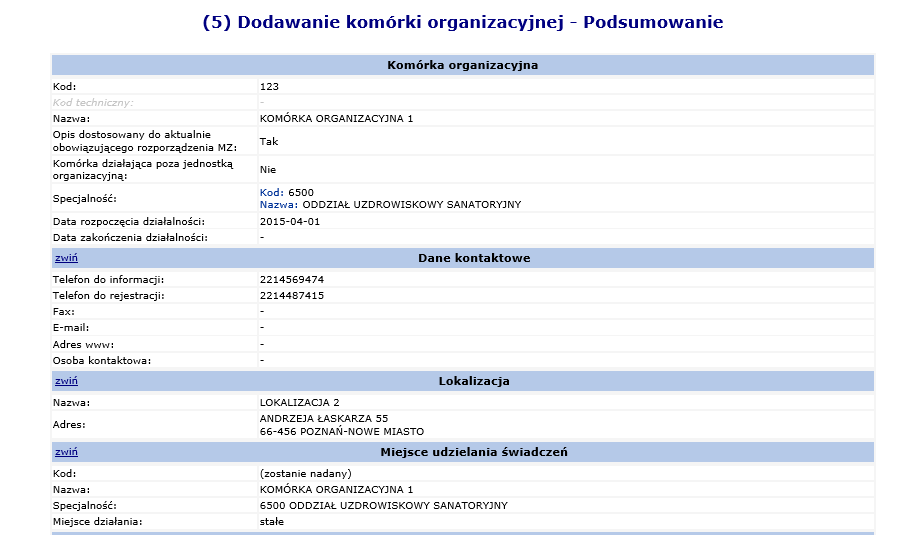 (5) Dodawanie komórki organizacyjnej - Podsumowanie
Komórka organizacyjna
Kod: 123
Kod techniczny: -
Nazwa: KOMÓRKA ORGANIZACYJNA 1
Opis dostosowany do aktualnie
obowiązującego rozporządzenia MZ: Tak
Komórka działająca poza jednostką
organizacyjną: Nie
Specjalność: Kod: 6500
Nazwa: ODDZIAŁ UZDROWISKOWY SANATORYJNY
Data rozpoczęcia działalności: 2015-04-01
Data zakończenia działalności: -
zwiń Dane kontaktowe
Telefon do informacji: 2214569474
Telefon do rejestracji: 2214487415
Fax: -
E-mail: -
Adres www: -
Osoba kontaktowa: -
zwiń Lokalizacja
Nazwa: LOKALIZACJA 2
Adres: ANDRZEJA ŁASKARZA 55
66-456 POZNAŃ-NOWE MIASTO
zwiń Miejsce udzielania świadczeń
Kod: (zostanie nadany)
Nazwa: KOMÓRKA ORGANIZACYJNA 1
Specjalność: 6500 ODDZIAŁ UZDROWISKOWY SANATORYJNY
Miejsce działania: stałe